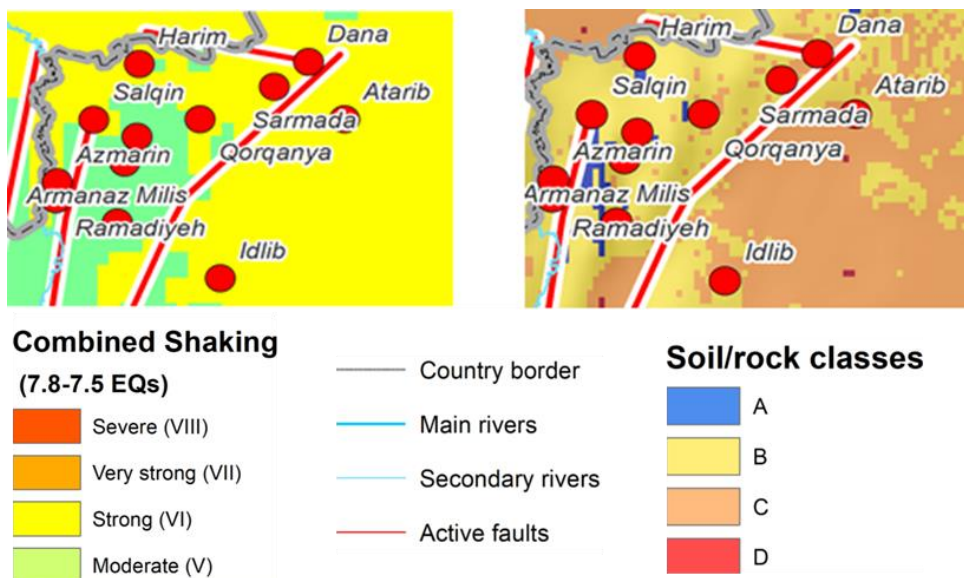 Harim
Dana
Salqin
Atarib
Sarmada
Azmarin
Qorqanya
Armanaz Milis
Ramadiyeh
Idlib
Harim
Dana
Salqin
Atarib
Sarmada
Azmarin
Qorqanya
Armanaz Milis
Ramadiyeh
Idlib
Combined Shaking
(7.8-7.5 EQs)
Severe (VIII)
Very strong (VII)
Strong (VI)
Moderate (V)
Country border
Main rivers
Secondary rivers
Active faults
Soil/rock classes
A
B
C
D